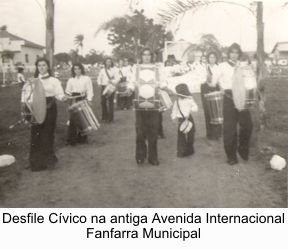 Desfile Cívico na antiga Avenida Internacional
Fanfarra Municipal